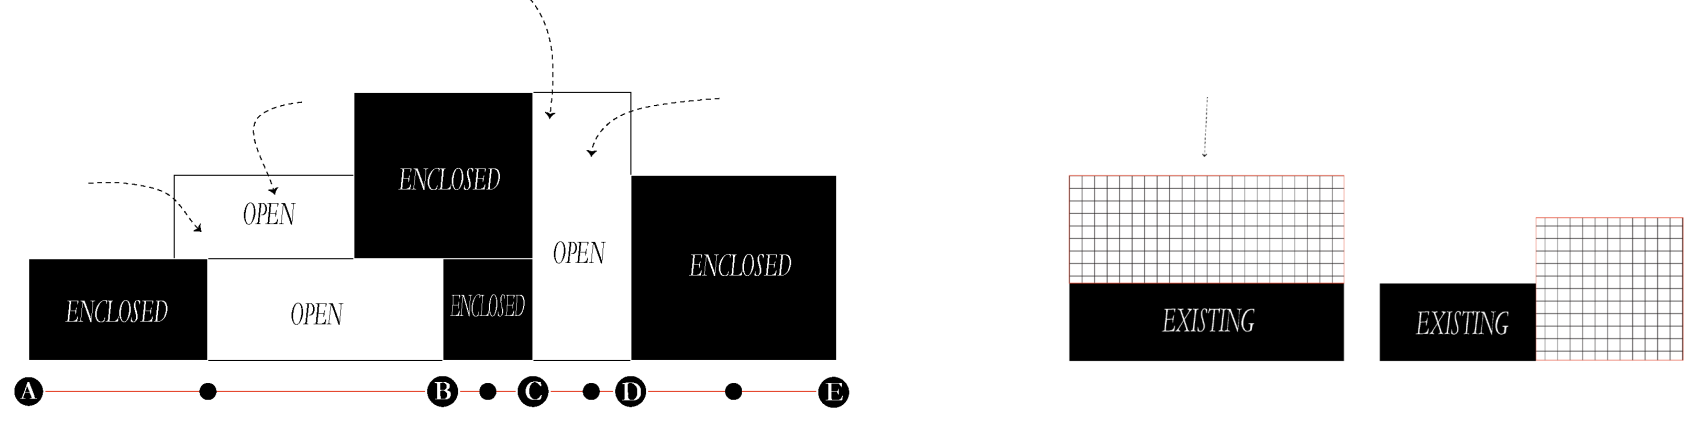 ENCLOSED
OPEN
OPEN
ENCLOSED
ENCLOSED
OPEN
ENCLOSED
EXISTING
EXISTING
A B C D E